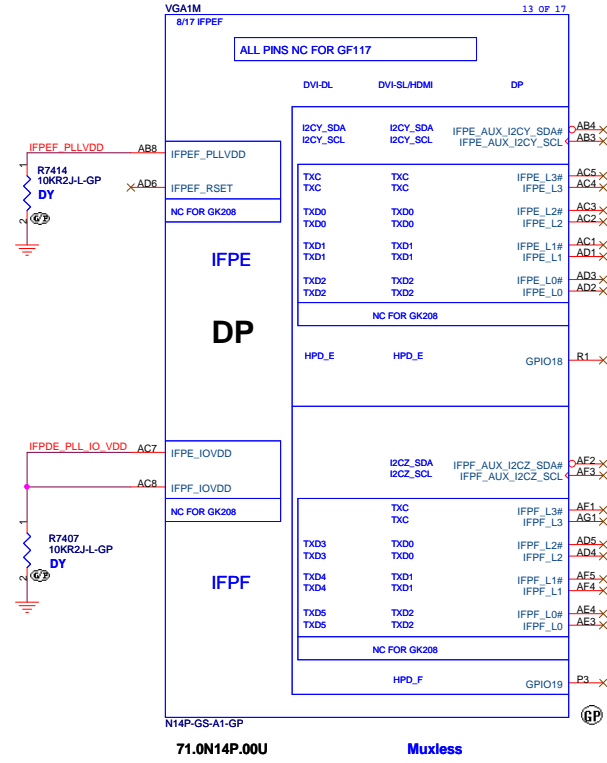 VGA1M 13 OF 17
8/17 IFPEF
ALL PINS NC FOR GF117
DVI-DL DVI-SL/HDMI DP
I2CY_SDA I2CY_SDA IFPE_AUX_I2CY_SDA# AB4
I2CY_SCL I2CY_SCL IFPE_AUX_I2CY_SCL AB3
IFPEF_PLLVDD AB8 IFPEF_PLLVDD
1
R7414
10KR2J-L-GP
DY
2 G/P
AD6 IFPEF_RSET
NC FOR GK208
TXC TXC IFPE_L3# AC5
TXC TXC IFPE_L3 AC4
TXD0 TXD0 IFPE_L2# AC3
TXD0 TXD0 IFPE_L2 AC2
TXD1 TXD1 IFPE_L1# AC1
TXD1 TXD1 IFPE_L1 AD1
TXD2 TXD2 IFPE_L0# AD3
TXD2 TXD2 IFPE_L0 AD2
NC FOR GK208
IFPE
DP
HPD_E HPD_E GPIO18 R1
IFPDE_PLL_IO_VDD AC7 IFPE_IOVDD
AC8 IFPF_IOVDD
NC FOR GK208
1
R7407
10KR2J-L-GP
DY
2 G/P
IFPF
I2CZ_SDA IFPF_AUX_I2CZ_SDA# AF2
I2CZ_SCL IFPF_AUX_I2CZ_SCL AF3
TXC IFPF_L3# AF1
TXC IFPF_L3 AG1
TXD3 TXD0 IFPF_L2# AD5
TXD3 TXD0 IFPF_L2 AD4
TXD4 TXD1 IFPF_L1# AF5
TXD4 TXD1 IFPF_L1 AF4
TXD5 TXD2 IFPF_L0# AE4
TXD5 TXD2 IFPF_L0 AE3
NC FOR GK208
HPD_F GPIO19 P3
N14P-GS-A1-GP GP
71.0N14P.00U Muxless